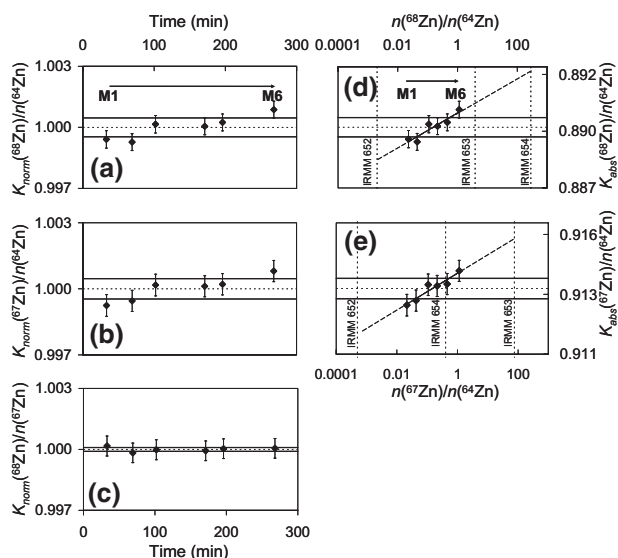 Time (min)
n(⁶⁸Zn)/n(⁶⁴Zn)
0 100 200 300
0.0001 0.01 1 100
1.003
1.000
0.997
K_norm(⁶⁸Zn)/n(⁶⁴Zn)
M1 M6
(a)
(d)
M1 M6
IRMM 652
IRMM 653
IRMM 654
0.892
0.890
0.887
K_abs(⁶⁸Zn)/n(⁶⁴Zn)
1.003
1.000
0.997
K_norm(⁶⁷Zn)/n(⁶⁴Zn)
(b)
(e)
IRMM 652
IRMM 654
IRMM 653
0.916
0.913
0.911
K_abs(⁶⁷Zn)/n(⁶⁴Zn)
0.0001 0.01 1 100
n(⁶⁷Zn)/n(⁶⁴Zn)
1.003
1.000
0.997
K_norm(⁶⁸Zn)/n(⁶⁷Zn)
(c)
0 100 200 300
Time (min)